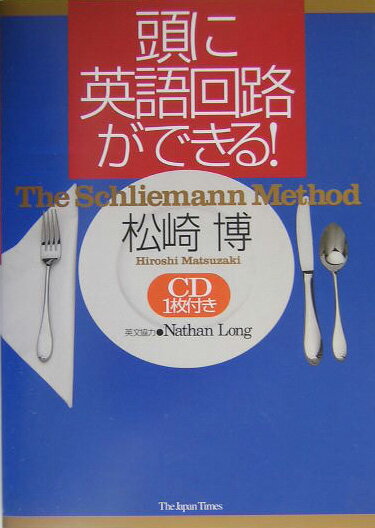 頭に
英語回路
ができる!
The Schliemann Method
松崎 博
Hiroshi Matsuzaki
CD
1枚付き
英文協力●Nathan Long
The Japan Times